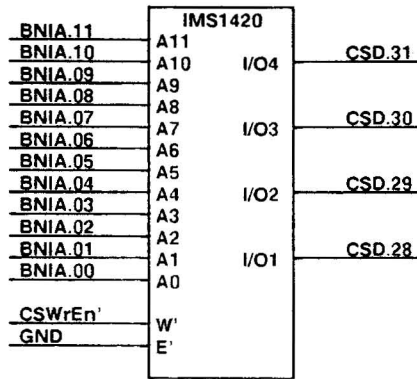 IMS1420
BNIA.11 A11
BNIA.10 A10 I/O4 CSD.31
BNIA.09 A9
BNIA.08 A8
BNIA.07 A7 I/O3 CSD.30
BNIA.06 A6
BNIA.05 A5
BNIA.04 A4 I/O2 CSD.29
BNIA.03 A3
BNIA.02 A2
BNIA.01 A1 I/O1 CSD.28
BNIA.00 A0
CSWrEn' W'
GND E'